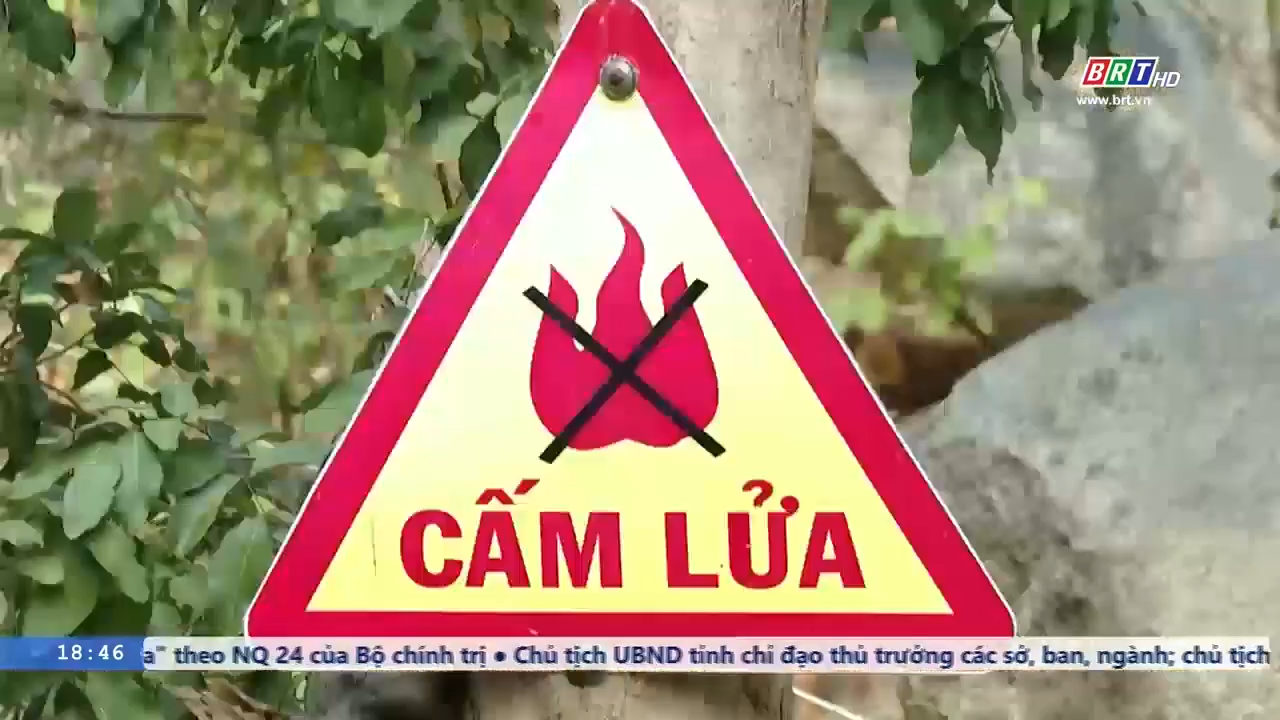 BRT HD
www.brt.vn
CẤM LỬA
18:46 a" theo NQ 24 của Bộ chính trị • Chủ tịch UBND tỉnh chỉ đạo thủ trưởng các sở, ban, ngành; chủ tịch